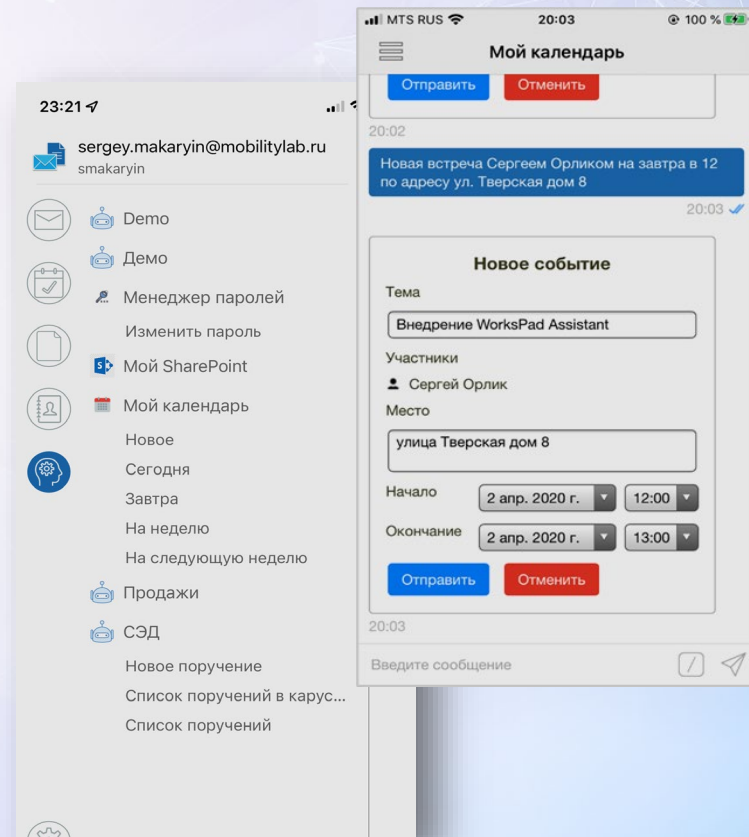 23:21
sergey.makaryin@mobilitylab.ru
smakaryin
Demo
Демо
Менеджер паролей
Изменить пароль
Мой SharePoint
Мой календарь
Новое
Сегодня
Завтра
На неделю
На следующую неделю
Продажи
СЭД
Новое поручение
Список поручений в карус...
Список поручений
MTS RUS 20:03 100 %
Мой календарь
Отправить Отменить
20:02
Новая встреча Сергеем Орликом на завтра в 12
по адресу ул. Тверская дом 8
20:03
Новое событие
Тема
Внедрение WorksPad Assistant
Участники
Сергей Орлик
Место
улица Тверская дом 8
Начало 2 апр. 2020 г. 12:00
Окончание 2 апр. 2020 г. 13:00
Отправить Отменить
20:03
Введите сообщение /